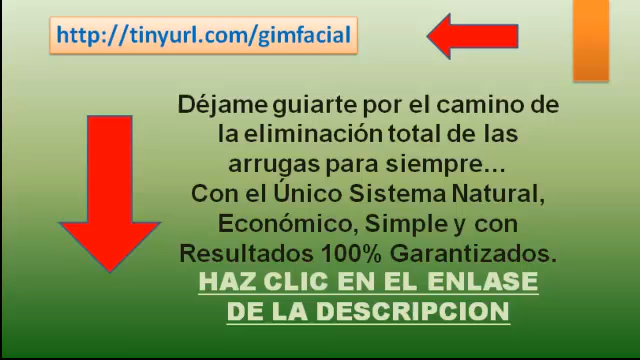 http://tinyurl.com/gimfacial
Déjame guiarte por el camino de
la eliminación total de las
arrugas para siempre...
Con el Único Sistema Natural,
Económico, Simple y con
Resultados 100% Garantizados.
HAZ CLIC EN EL ENLASE
DE LA DESCRIPCION